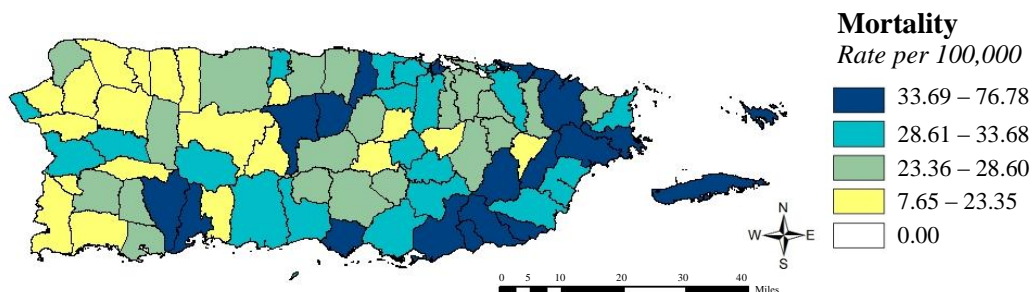 Mortality
Rate per 100,000
33.69 – 76.78
28.61 – 33.68
23.36 – 28.60
7.65 – 23.35
0.00
N
W E
S
0 5 10 20 30 40
Miles